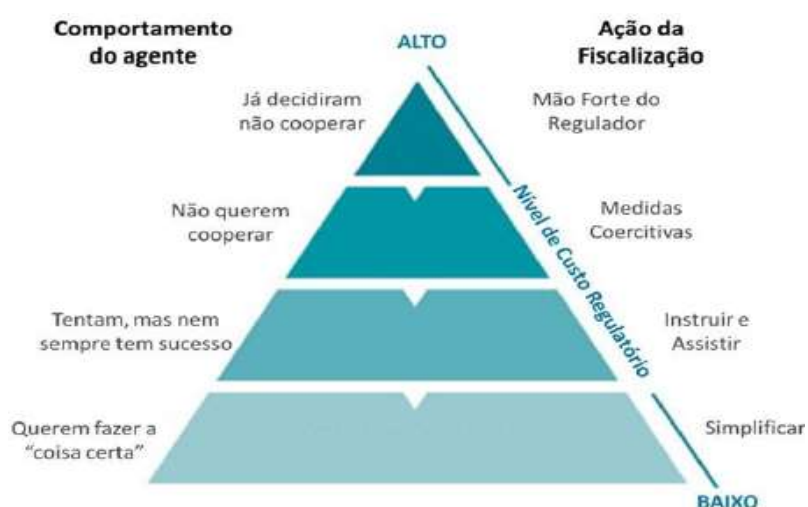 Comportamento
do agente
ALTO
Ação da
Fiscalização
Já decidiram
não cooperar
Mão Forte do
Regulador
Não querem
cooperar
Nível de Custo Regulatório
Medidas
Coercitivas
Tentam, mas nem
sempre tem sucesso
Instruir e
Assistir
Querem fazer a
“coisa certa”
Simplificar
BAIXO